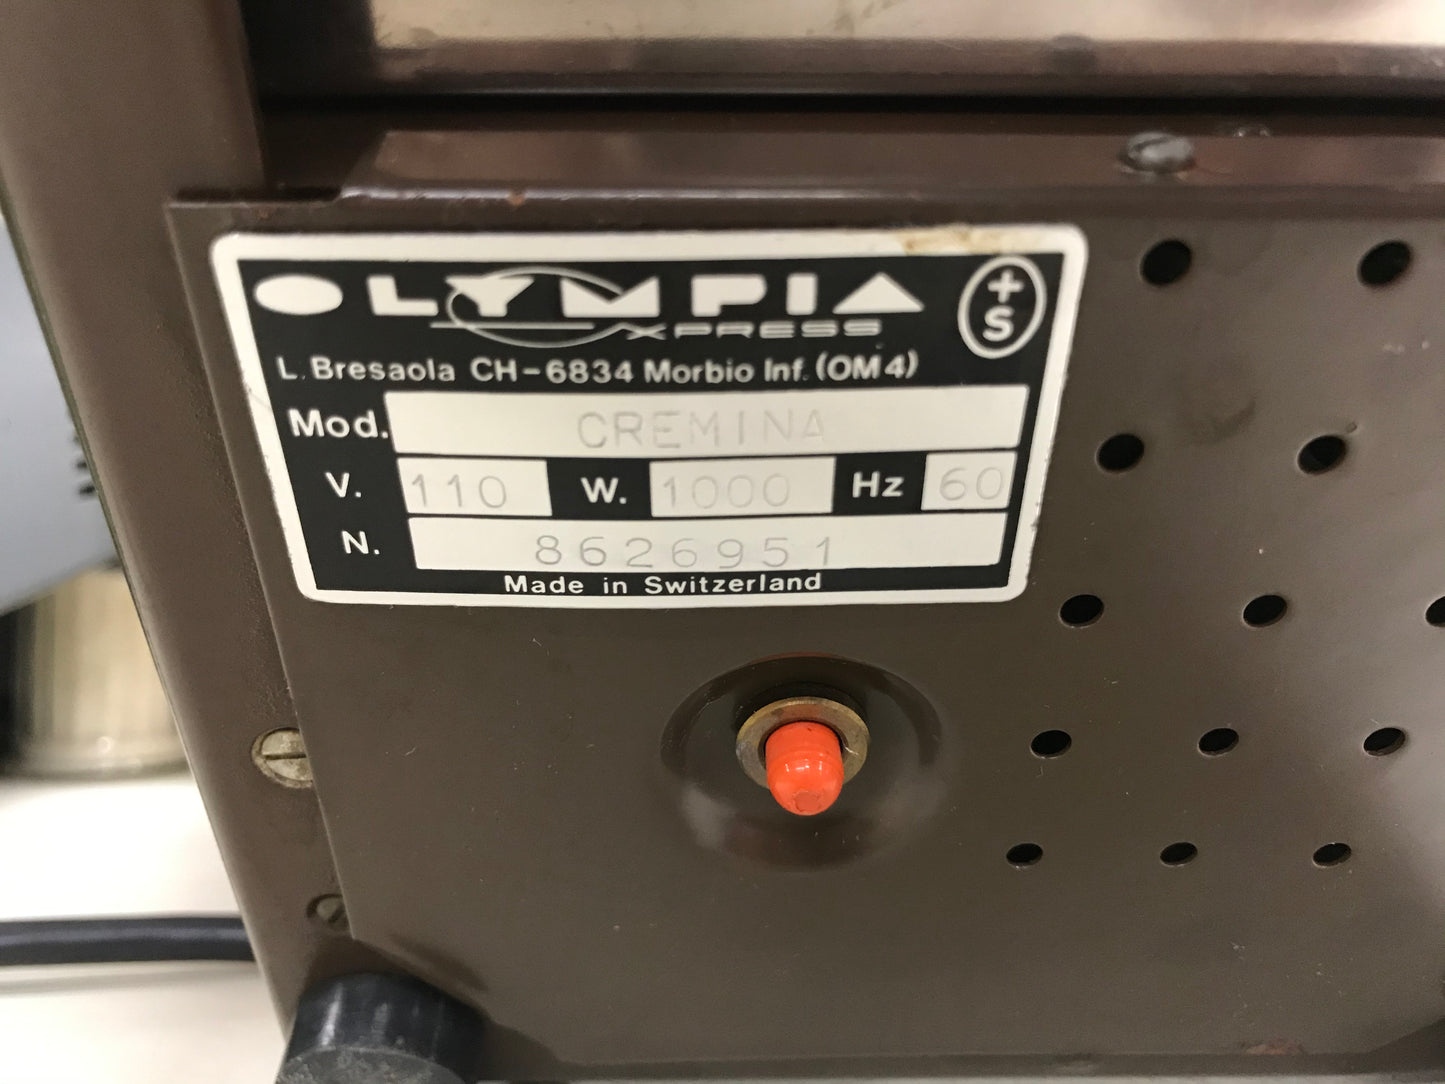 OLYMPIA
XPRESS
+
S
L. Bresaola CH-6834 Morbio Inf. (OM4)
Mod. CREMINA
V. 110 W. 1000 Hz 60
N. 8626951
Made in Switzerland